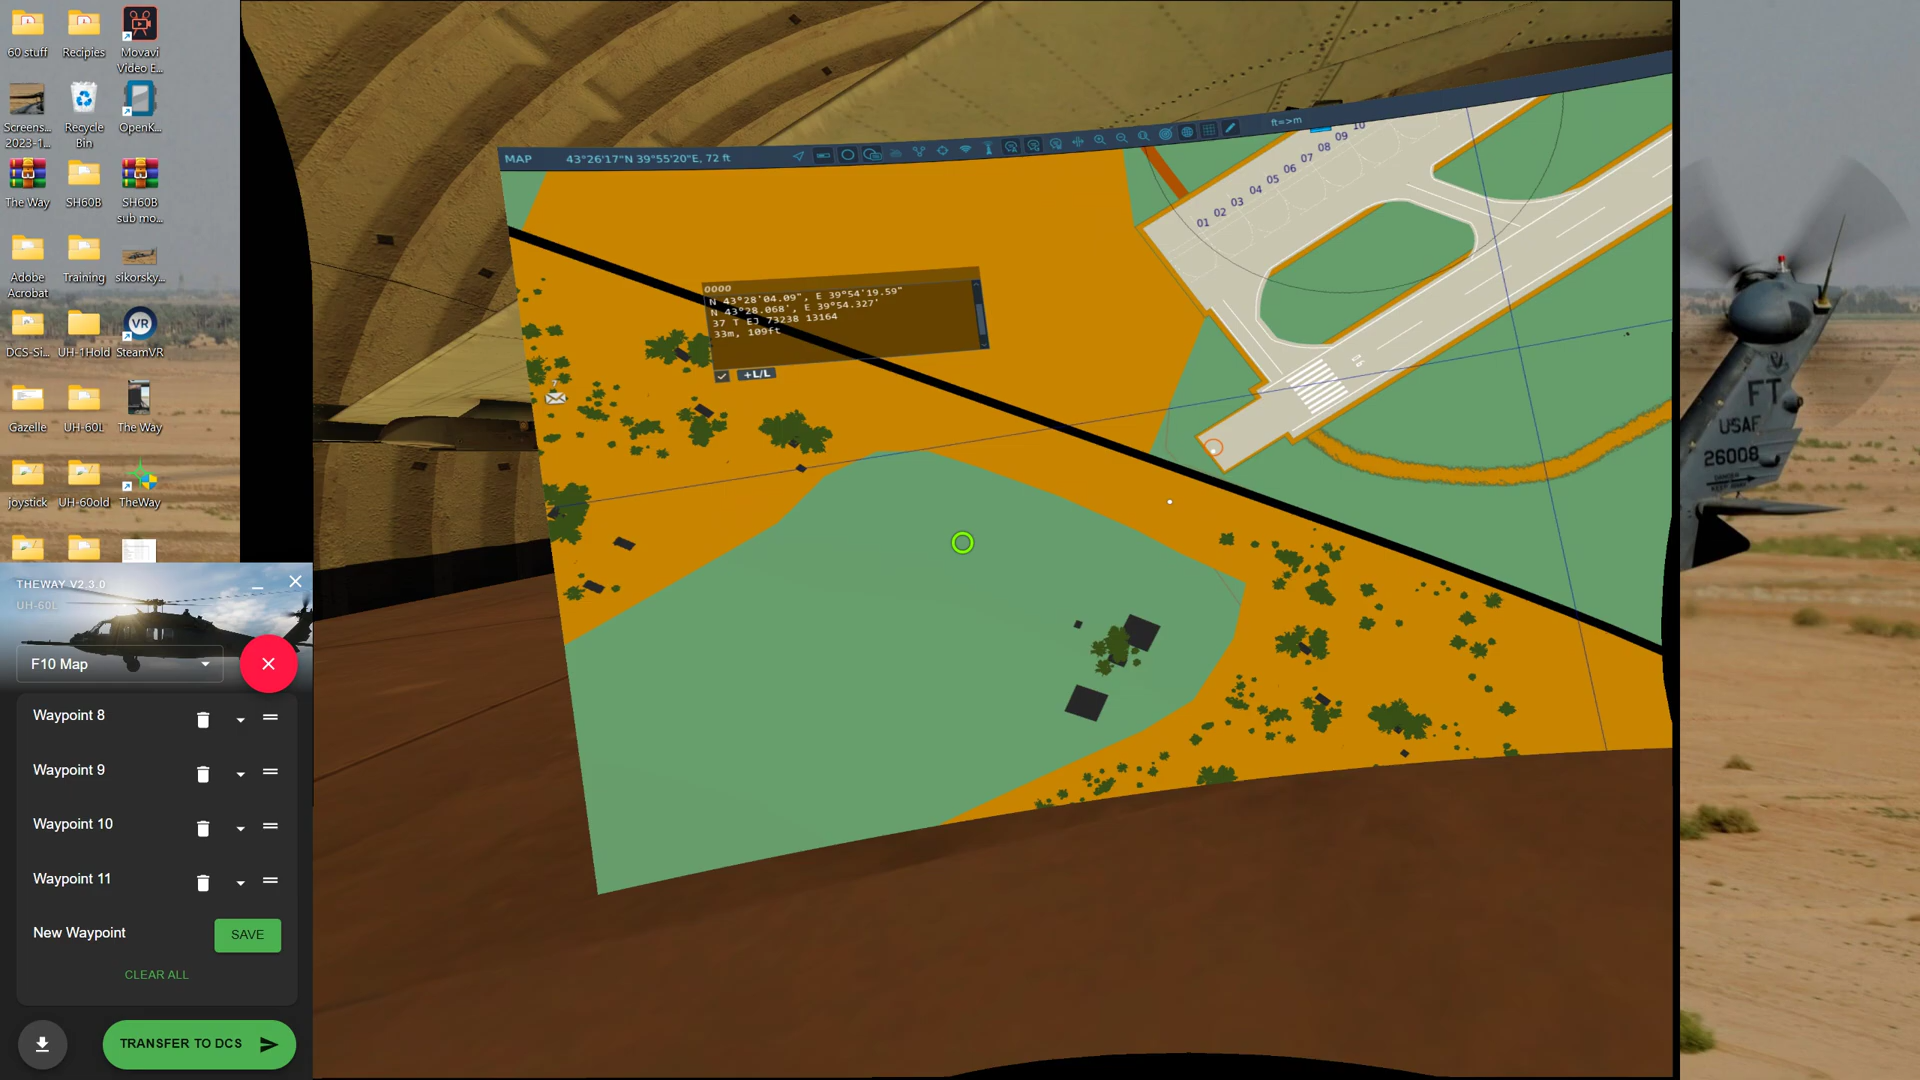 60 stuff
Recipies
Movavi
Video E...
Screens...
2023-1...
Recycle
Bin
OpenK...
The Way
SH60B
SH60B
sub mo...
Adobe
Acrobat
Training
sikorsky...
DCS-Si...
UH-1Hold
SteamVR
VR
Gazelle
UH-60L
The Way
joystick
UH-60old
TheWay
THEWAY V2.3.0
UH-60L
F10 Map
Waypoint 8
Waypoint 9
Waypoint 10
Waypoint 11
New Waypoint
SAVE
CLEAR ALL
TRANSFER TO DCS
MAP
43°26'17"N 39°55'20"E, 72 ft
ft=>m
01 02 03 04 05 06 07 08 09 10
0000
N 43°28'04.09", E 39°54'19.59"
N 43°28.068', E 39°54.327'
37 T EJ 73238 13164
33m, 109ft
+L/L
7
FT
USAF
26008